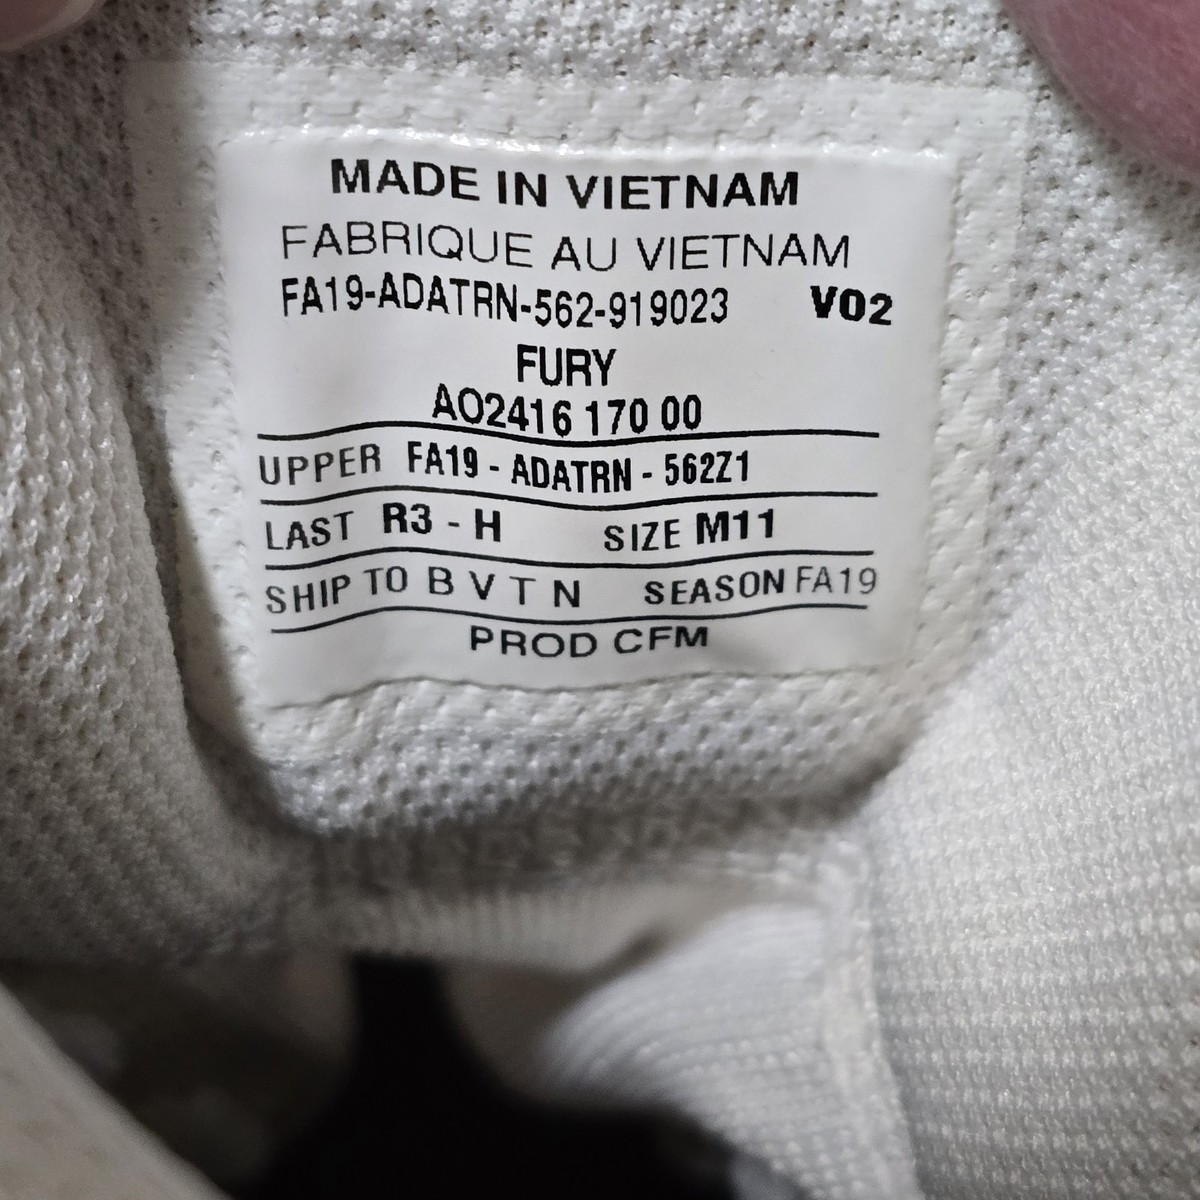 MADE IN VIETNAM
FABRIQUE AU VIETNAM
FA19-ADATRN-562-919023 V02
FURY
AO2416 170 00
UPPER FA19 - ADATRN - 562Z1
LAST R3 - H SIZE M11
SHIP TO B V T N SEASON FA19
PROD CFM